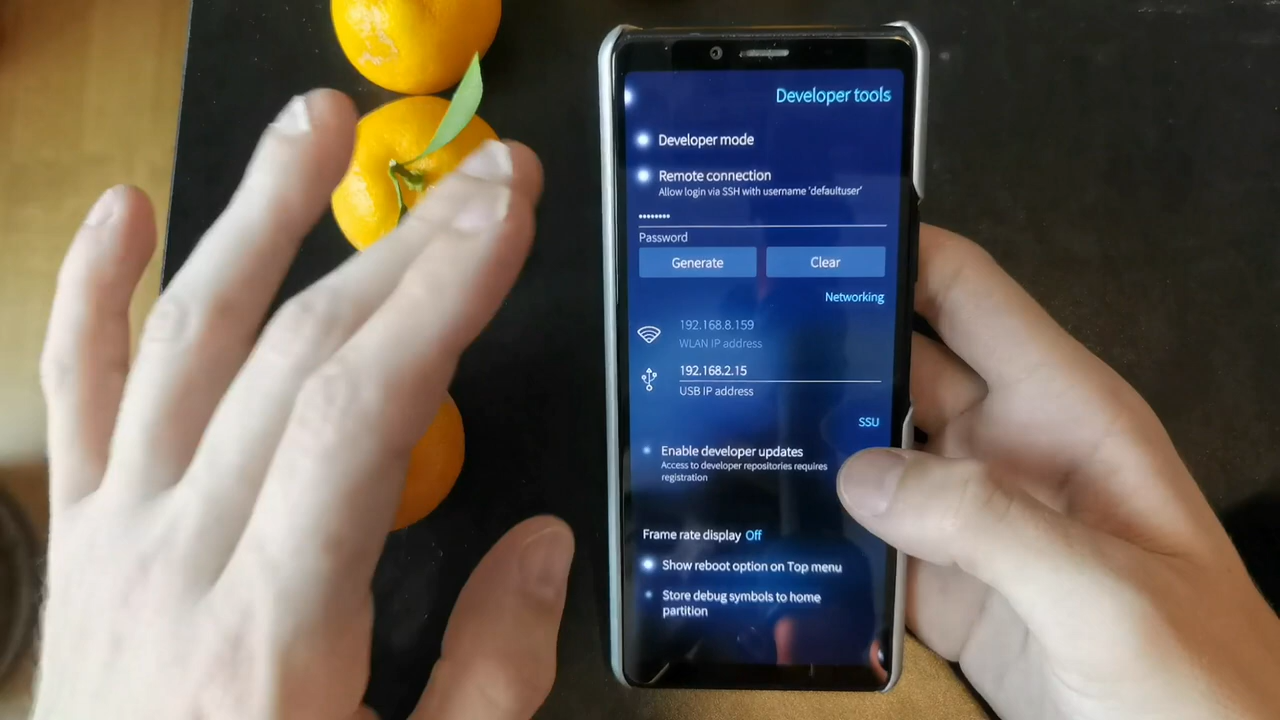 Developer tools
Developer mode
Remote connection
Allow login via SSH with username 'defaultuser'
••••••••
Password
Generate
Clear
Networking
192.168.8.159
WLAN IP address
192.168.2.15
USB IP address
SSU
Enable developer updates
Access to developer repositories requires
registration
Frame rate display Off
Show reboot option on Top menu
Store debug symbols to home
partition